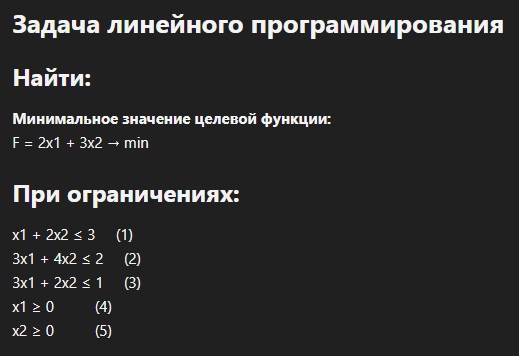 Задача линейного программирования
Найти:
Минимальное значение целевой функции:
F = 2x1 + 3x2 → min
При ограничениях:
x1 + 2x2 ≤ 3 (1)
3x1 + 4x2 ≤ 2 (2)
3x1 + 2x2 ≤ 1 (3)
x1 ≥ 0 (4)
x2 ≥ 0 (5)